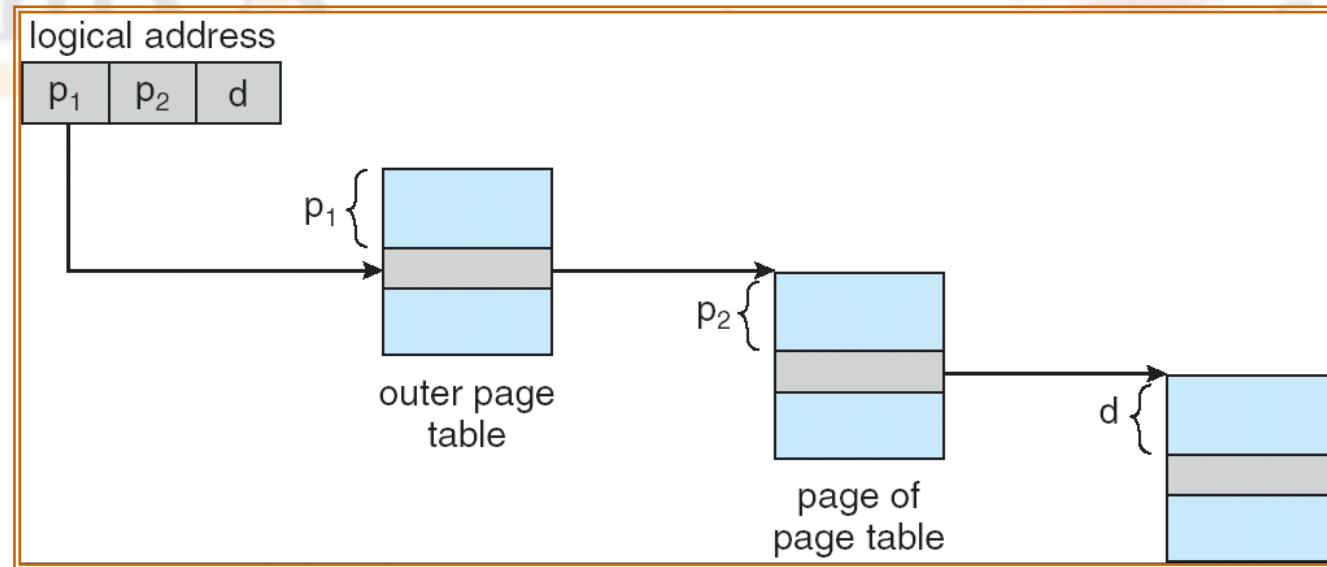 logical address
p₁ p₂ d
p₁
outer page
table
p₂
page of
page table
d